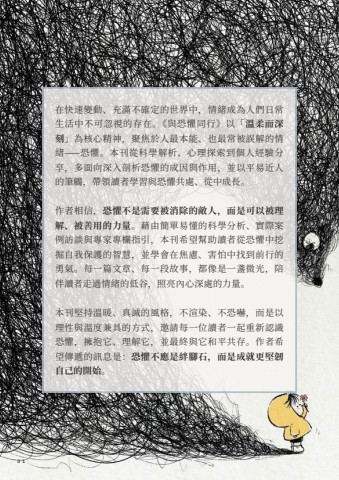 在快速變動、充滿不確定的世界中，情緒成為人們日常
生活中不可忽視的存在。《與恐懼同行》以「溫柔而深
刻」為核心精神，聚焦於人最本能、也最常被誤解的情
緒——恐懼。本刊從科學解析、心理探索到個人經驗分
享，多面向深入剖析恐懼的成因與作用，並以平易近人
的筆觸，帶領讀者學習與恐懼共處、從中成長。
作者相信，恐懼不是需要被消除的敵人，而是可以被理
解、被善用的力量。藉由簡單易懂的科學分析、實際案
例訪談與專家專欄指引，本刊希望幫助讀者從恐懼中挖
掘自我保護的智慧，並學會在焦慮、害怕中找到前行的
勇氣。每一篇文章、每一段故事，都像是一盞微光，陪
伴讀者走過情緒的低谷，照亮內心深處的力量。
本刊堅持溫暖、真誠的風格，不渲染、不恐嚇，而是以
理性與溫度兼具的方式，邀請每一位讀者一起重新認識
恐懼，擁抱它、理解它，並最終與它和平共存。作者希
望傳遞的訊息是：恐懼不應是絆腳石，而是成就更堅韌
自己的開始。